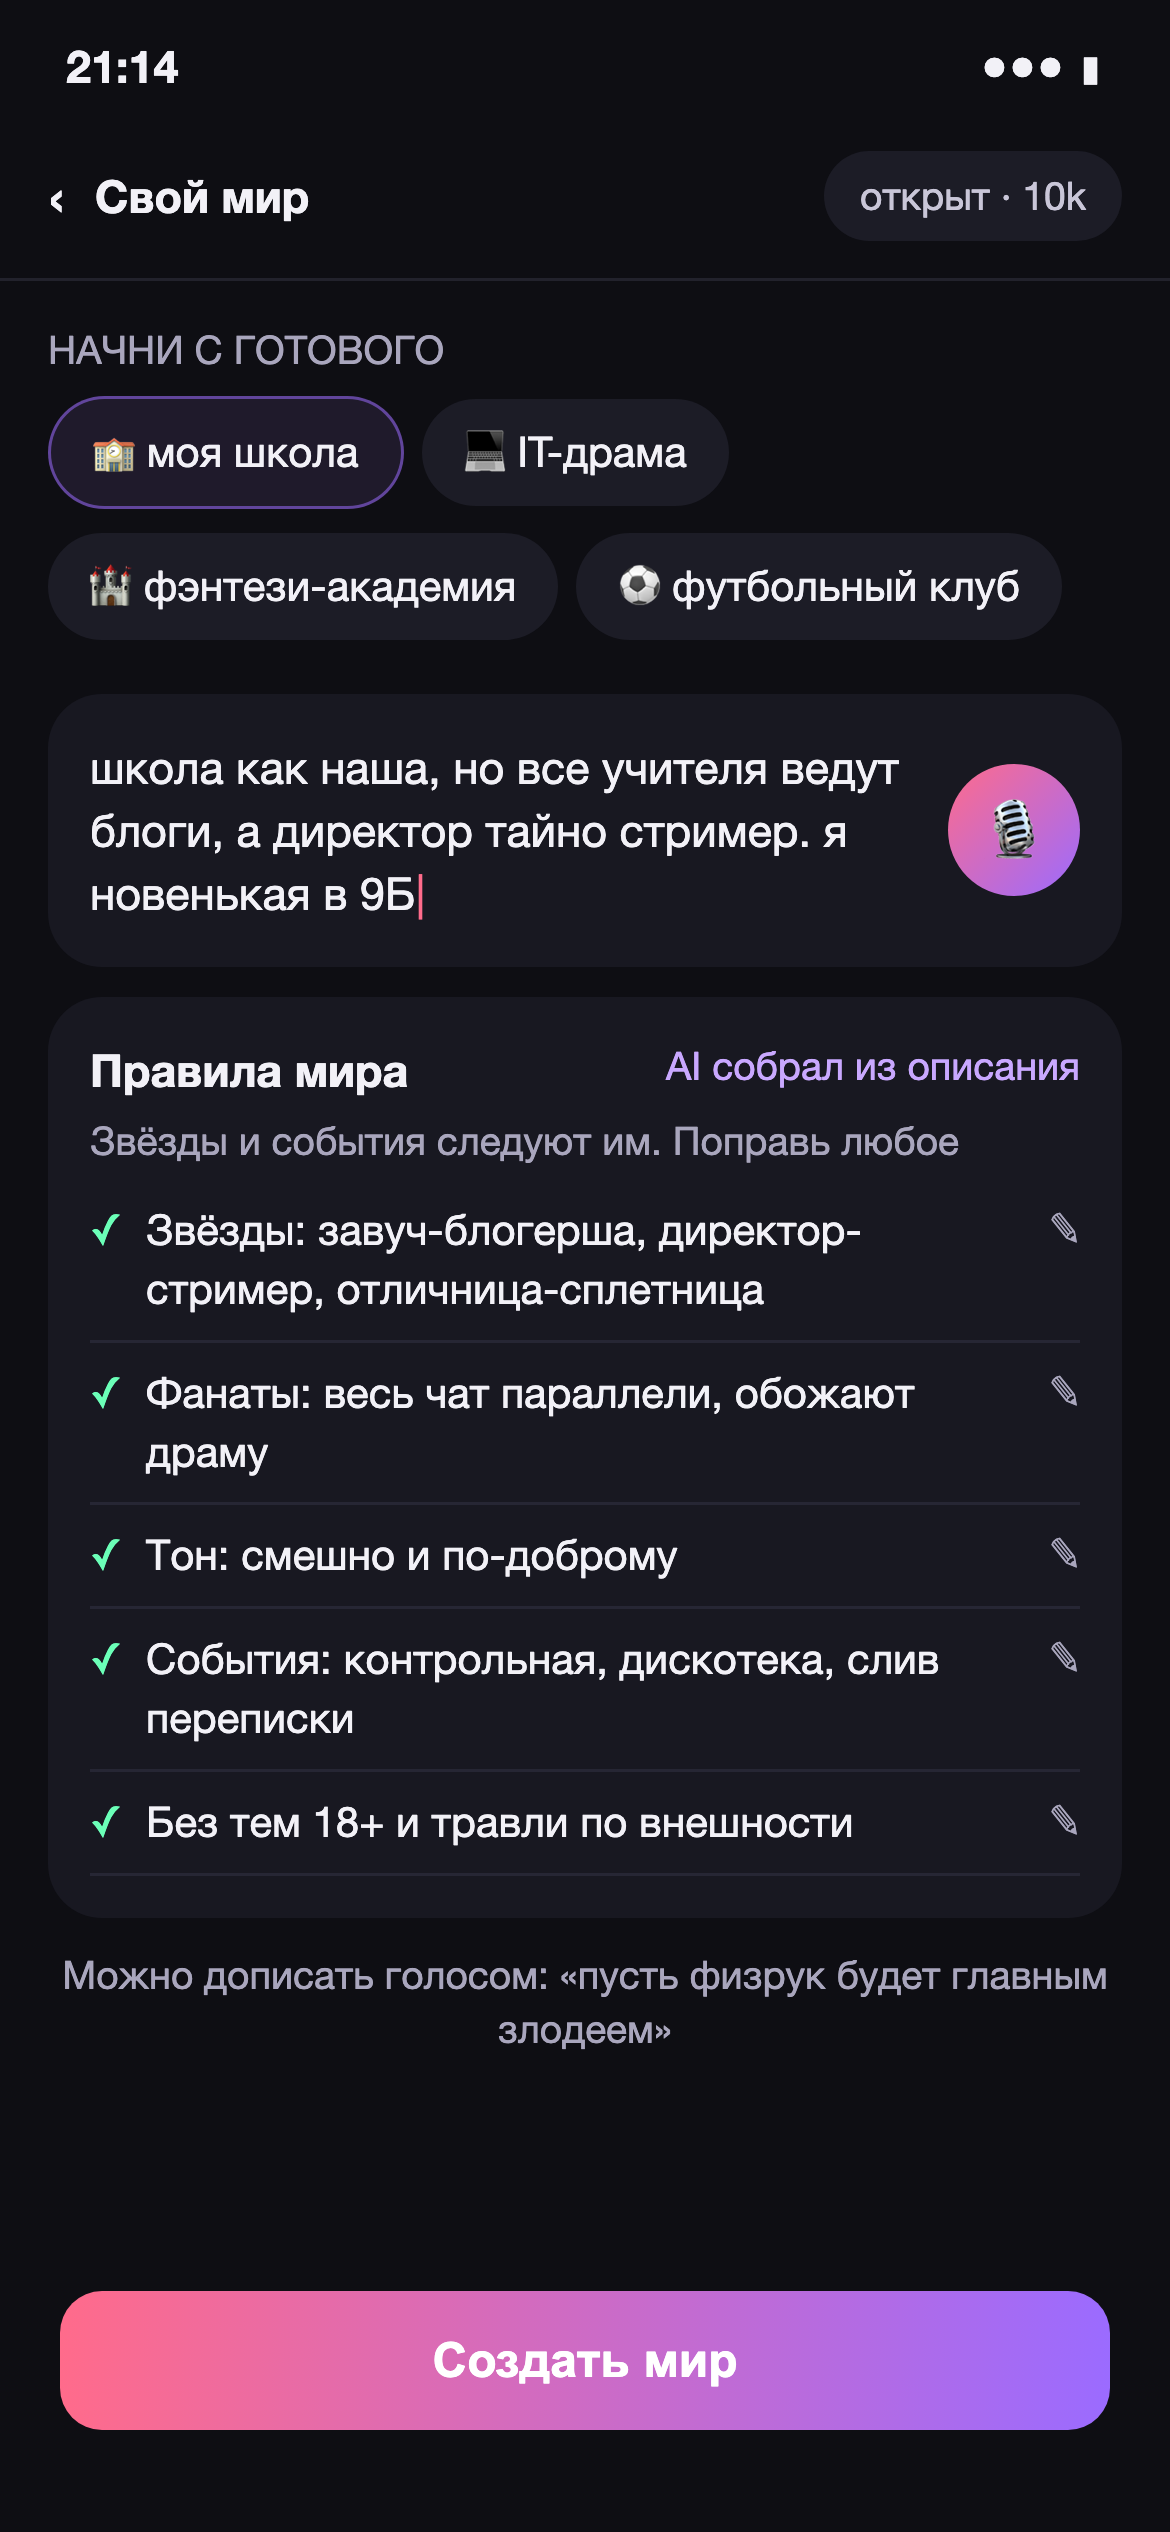 21:14
‹ Свой мир
открыт · 10k
НАЧНИ С ГОТОВОГО
моя школа
IT-драма
фэнтези-академия
футбольный клуб
школа как наша, но все учителя ведут
блоги, а директор тайно стример. я
новенькая в 9Б
Правила мира
AI собрал из описания
Звёзды и события следуют им. Поправь любое
✓ Звёзды: завуч-блогерша, директор-
стример, отличница-сплетница
✓ Фанаты: весь чат параллели, обожают
драму
✓ Тон: смешно и по-доброму
✓ События: контрольная, дискотека, слив
переписки
✓ Без тем 18+ и травли по внешности
Можно дописать голосом: «пусть физрук будет главным
злодеем»
Создать мир